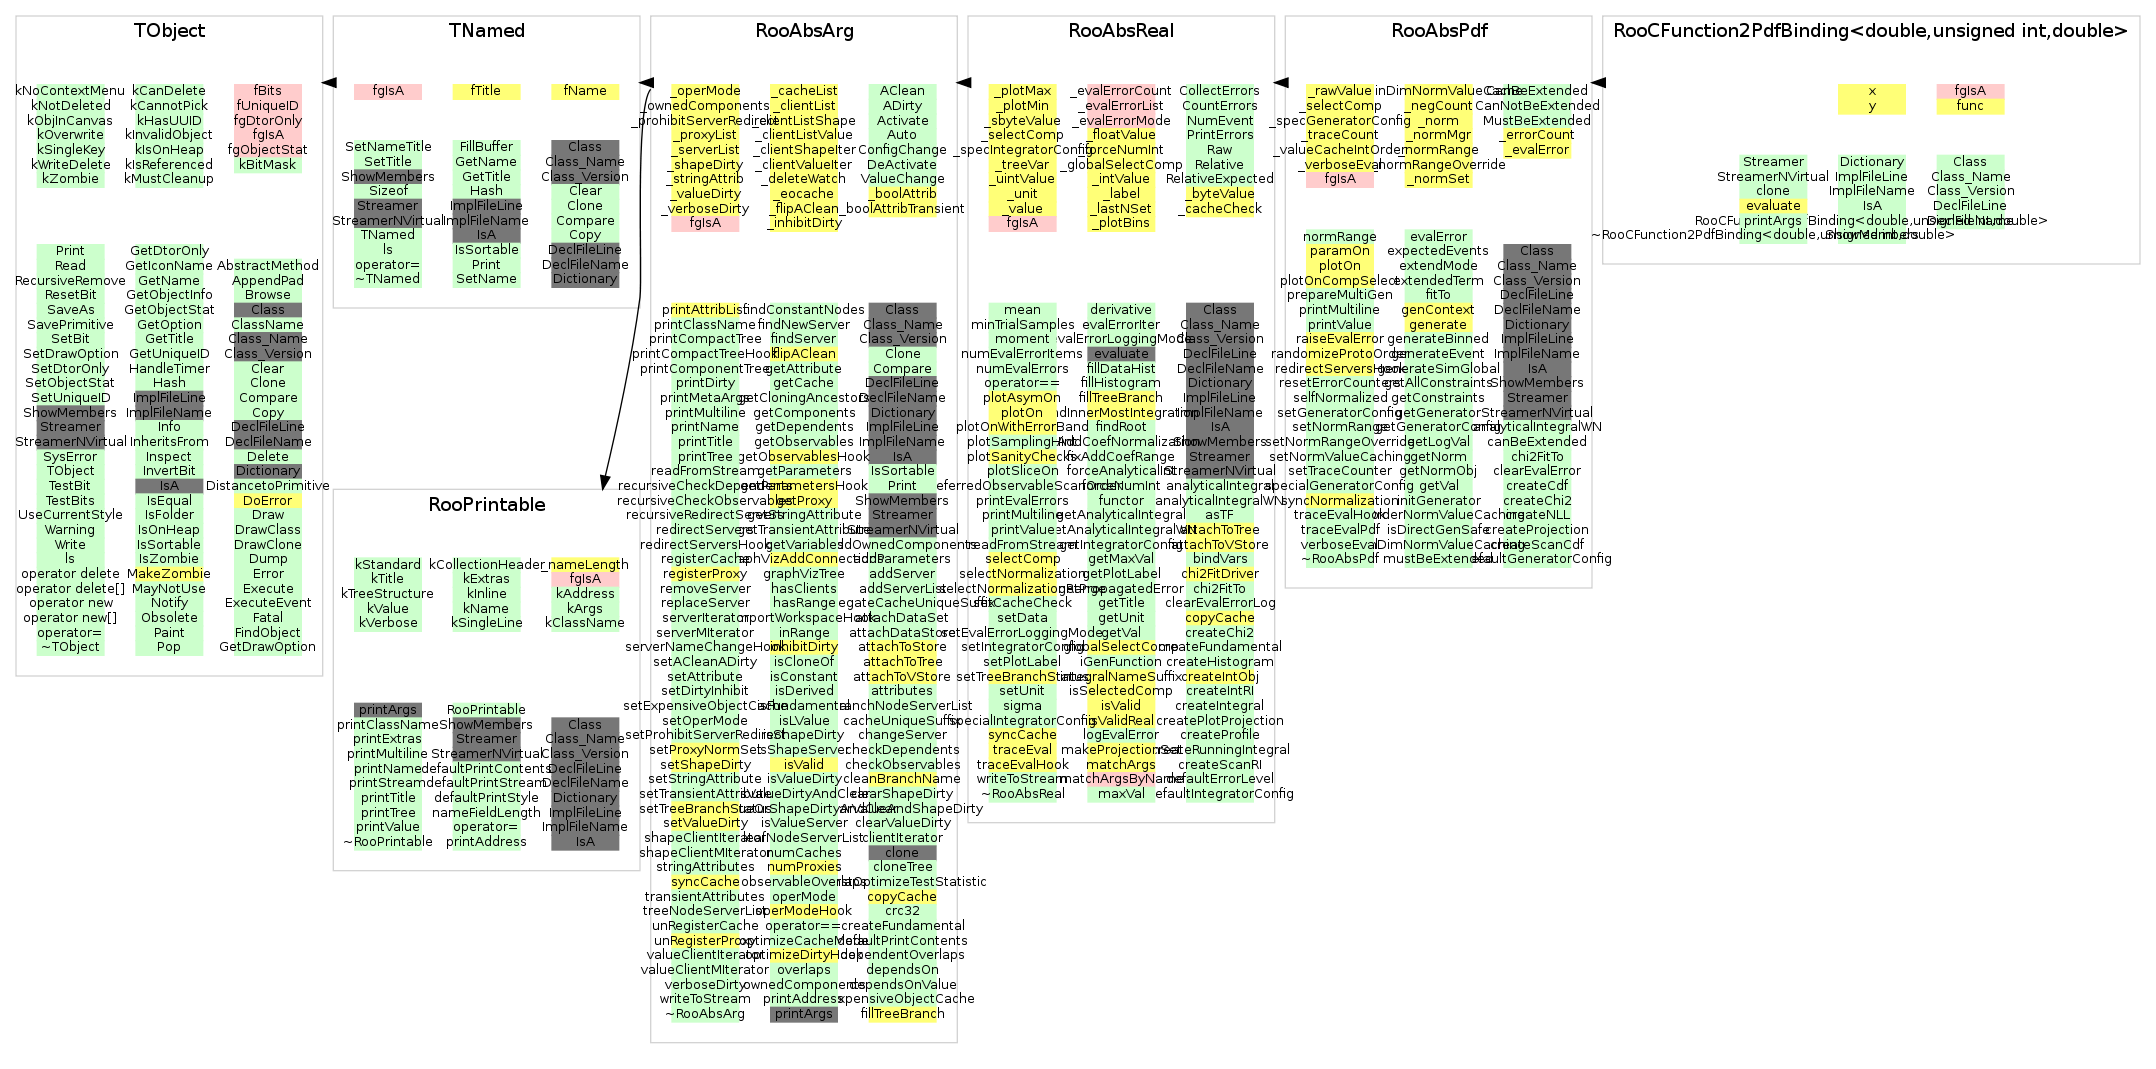 TObject
kNoContextMenu kCanDelete fBits
kNotDeleted kCannotPick fUniqueID
kObjInCanvas kHasUUID fgDtorOnly
kOverwrite kInvalidObject fgIsA
kSingleKey kIsOnHeap fgObjectStat
kWriteDelete kIsReferenced kBitMask
kZombie kMustCleanup
Print GetDtorOnly
Read GetIconName AbstractMethod
RecursiveRemove GetName AppendPad
ResetBit GetObjectInfo Browse
SaveAs GetObjectStat Class
SavePrimitive GetOption ClassName
SetBit GetTitle Class_Name
SetDrawOption GetUniqueID Class_Version
SetDtorOnly HandleTimer Clear
SetObjectStat Hash Clone
SetUniqueID ImplFileLine Compare
ShowMembers ImplFileName Copy
Streamer Info DeclFileLine
StreamerNVirtual InheritsFrom DeclFileName
SysError Inspect Delete
TObject InvertBit Dictionary
TestBit IsA DistancetoPrimitive
TestBits IsEqual DoError
UseCurrentStyle IsFolder Draw
Warning IsOnHeap DrawClass
Write IsSortable DrawClone
ls IsZombie Dump
operator delete MakeZombie Error
operator delete[] MayNotUse Execute
operator new Notify ExecuteEvent
operator new[] Obsolete Fatal
operator= Paint FindObject
~TObject Pop GetDrawOption
TNamed
fgIsA fTitle fName
SetNameTitle FillBuffer Class
SetTitle GetName Class_Name
ShowMembers GetTitle Class_Version
Sizeof Hash Clear
Streamer ImplFileLine Clone
StreamerNVirtual ImplFileName Compare
TNamed IsA Copy
ls IsSortable DeclFileLine
operator= Print DeclFileName
~TNamed SetName Dictionary
RooPrintable
kStandard kCollectionHeader _nameLength
kTitle kExtras fgIsA
kTreeStructure kInline kAddress
kValue kName kArgs
kVerbose kSingleLine kClassName
printArgs RooPrintable
printClassName ShowMembers Class
printExtras Streamer Class_Name
printMultiline StreamerNVirtual Class_Version
printName defaultPrintContents DeclFileLine
printStream defaultPrintStream DeclFileName
printTitle defaultPrintStyle Dictionary
printTree nameFieldLength ImplFileLine
printValue operator= ImplFileName
~RooPrintable printAddress IsA
RooAbsArg
_operMode _cacheList AClean
_ownedComponents _clientList ADirty
_prohibitServerRedirect Activate
_proxyList _clientListValue Auto
_serverList _clientShapeIter ConfigChange
_shapeDirty _clientValueIter DeActivate
_stringAttrib _deleteWatch ValueChange
_valueDirty _eocache _boolAttrib
_verboseDirty _flipAClean _boolAttribTransient
fgIsA _inhibitDirty
printAttribList findConstantNodes Class
printClassName findNewServer Class_Name
printCompactTree findServer Class_Version
printCompactTreeHook flipAClean Clone
printComponentTree getAttribute Compare
printDirty getCache DeclFileLine
printMetaArgs getCloningAncestors DeclFileName
printMultiline getComponents Dictionary
printName getDependents ImplFileLine
printTitle getObservables ImplFileName
printTree getObservablesHook IsA
readFromStream getParameters IsSortable
recursiveCheckDependents getParametersHook Print
recursiveCheckObservables getProxy ShowMembers
recursiveRedirectServers getStringAttribute Streamer
redirectServers getTransientAttribute StreamerNVirtual
redirectServersHook getVariables addOwnedComponents
registerCache addParameters
registerProxy graphVizTree addServer
removeServer hasClients addServerList
replaceServer hasRange
serverIterator attachDataSet
serverMIterator inRange attachDataStore
serverNameChangeHook inhibitDirty attachToStore
setACleanADirty isCloneOf attachToTree
setAttribute isConstant attachToVStore
setDirtyInhibit isDerived attributes
setExpensiveObjectCache isFundamental branchNodeServerList
setOperMode isLValue cacheUniqueSuffix
setProhibitServerRedirect isShapeDirty changeServer
setProxyNormSet isShapeServer checkDependents
setShapeDirty isValid checkObservables
setStringAttribute isValueDirty cleanBranchName
setTransientAttribute isValueDirtyAndClear clearShapeDirty
setTreeBranchStatus
setValueDirty isValueServer clearValueDirty
shapeClientIterator leafNodeServerList clientIterator
shapeClientMIterator numCaches clone
stringAttributes numProxies cloneTree
syncCache observableOverlaps
transientAttributes operMode copyCache
treeNodeServerList operModeHook crc32
unRegisterCache operator== createFundamental
unRegisterProxy optimizeCacheMode defaultPrintContents
valueClientIterator optimizeDirtyHook dependentOverlaps
valueClientMIterator overlaps dependsOn
verboseDirty ownedComponents dependsOnValue
writeToStream printAddress expensiveObjectCache
~RooAbsArg printArgs fillTreeBranch
RooAbsReal
_plotMax _evalErrorCount CollectErrors
_plotMin _evalErrorList CountErrors
_sbyteValue _evalErrorMode NumEvent
_selectComp _floatValue PrintErrors
_specIntegratorConfig _forceNumInt Raw
_treeVar _globalSelectComp Relative
_uintValue _intValue RelativeExpected
_unit _label _byteValue
_value _lastNSet _cacheCheck
fgIsA _plotBins
mean derivative Class
minTrialSamples evalErrorIter Class_Name
moment evalErrorLoggingMode Class_Version
numEvalErrorItems evaluate DeclFileLine
numEvalErrors fillDataHist DeclFileName
operator== fillHistogram Dictionary
plotAsymOn fillTreeBranch ImplFileLine
plotOn findInnerMostIntegration ImplFileName
plotOnWithErrorBand findRoot IsA
plotSamplingHint ShowMembers
plotSanityChecks fixAddCoefRange Streamer
plotSliceOn forceAnalyticalInt StreamerNVirtual
forceNumInt analyticalIntegral
printEvalErrors functor analyticalIntegralWN
printMultiline getAnalyticalIntegral asTF
printValue getAnalyticalIntegralWN attachToTree
readFromStream getIntegratorConfig attachToVStore
selectComp getMaxVal bindVars
selectNormalization getPlotLabel chi2FitDriver
selectNormalizationRange getPropagatedError chi2FitTo
setCacheCheck getTitle clearEvalErrorLog
setData getUnit copyCache
setEvalErrorLoggingMode getVal createChi2
setIntegratorConfig globalSelectComp createFundamental
setPlotLabel iGenFunction createHistogram
setTreeBranchStatus integralNameSuffix createIntObj
setUnit isSelectedComp createIntRI
sigma isValid createIntegral
specialIntegratorConfig isValidReal createPlotProjection
syncCache logEvalError createProfile
traceEval makeProjectionSet createRunningIntegral
traceEvalHook matchArgs createScanRI
writeToStream matchArgsByName defaultErrorLevel
~RooAbsReal maxVal defaultIntegratorConfig
RooAbsPdf
_rawValue CanBeExtended
_selectComp _negCount CanNotBeExtended
_specGeneratorConfig _norm MustBeExtended
_traceCount _normMgr _errorCount
_valueCacheIntOrder _normRange _evalError
_verboseEval _normRangeOverride
fgIsA _normSet
normRange evalError
paramOn expectedEvents Class
plotOn extendMode Class_Name
plotOnCompSelect extendedTerm Class_Version
prepareMultiGen fitTo DeclFileLine
printMultiline genContext DeclFileName
printValue generate Dictionary
raiseEvalError generateBinned ImplFileLine
randomizeProtoOrder generateEvent ImplFileName
redirectServersHook generateSimGlobal IsA
resetErrorCounters getAllConstraints ShowMembers
selfNormalized getConstraints Streamer
setGeneratorConfig getGenerator StreamerNVirtual
setNormRange getGeneratorConfig analyticalIntegralWN
setNormRangeOverride getLogVal canBeExtended
setNormValueCaching getNorm chi2FitTo
setTraceCounter getNormObj clearEvalError
specialGeneratorConfig getVal createCdf
syncNormalization initGenerator createChi2
traceEvalHook createNLL
traceEvalPdf isDirectGenSafe createProjection
verboseEval createScanCdf
~RooAbsPdf mustBeExtended defaultGeneratorConfig
RooCFunction2PdfBinding<double,unsigned int,double>
x fgIsA
y func
Streamer Dictionary Class
StreamerNVirtual ImplFileLine Class_Name
clone ImplFileName Class_Version
evaluate IsA DeclFileLine
printArgs DeclFileName
~RooCFunction2PdfBinding<double,unsigned int,double> ShowMembers